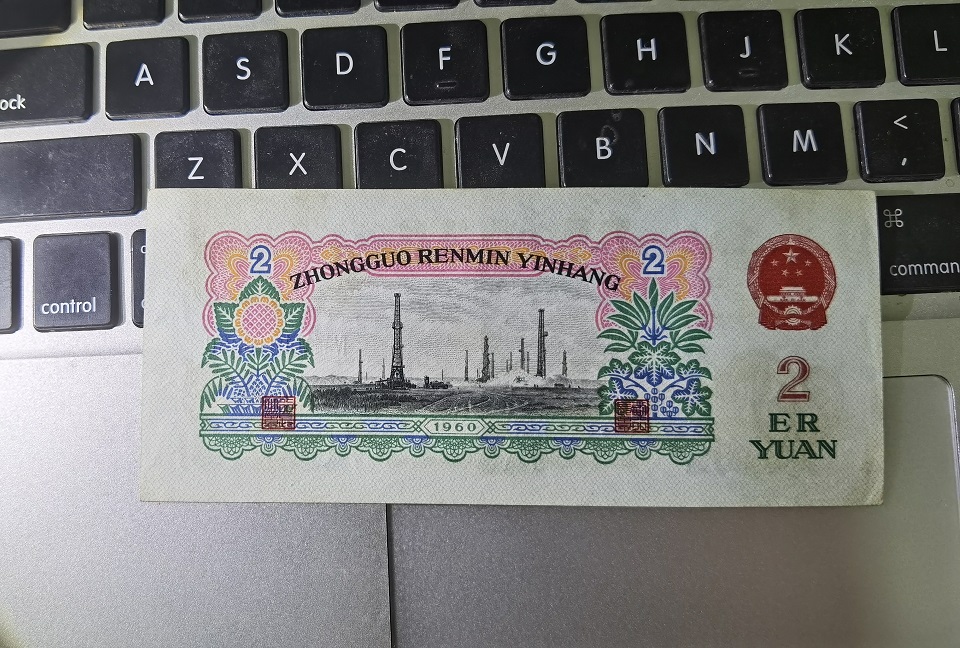 A S D F G H J K L
ock
Z X C V B N M < ,
⌘
control
comman
2 ZHONGGUO RENMIN YINHANG 2
1960
2
ER
YUAN